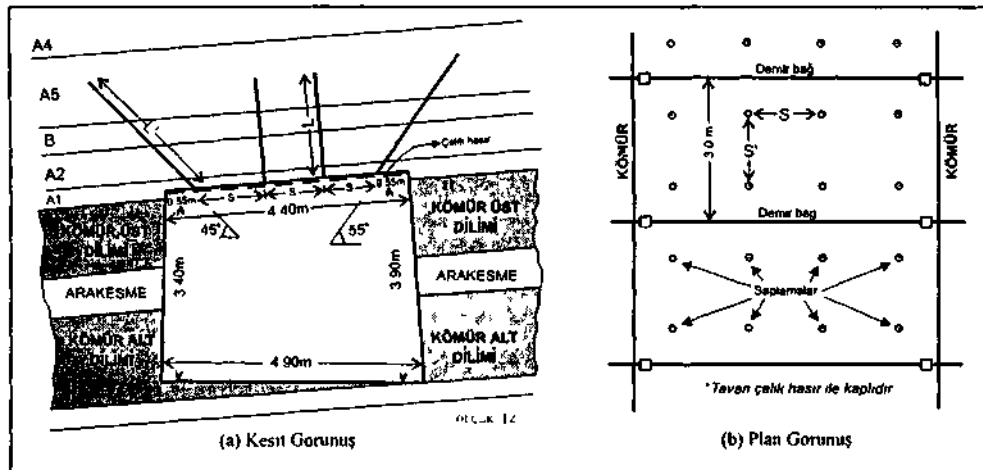 A4
A5
B
A2
A1
L
L
Çelik hasır
0 55m
A
S
S
S
0.55m
A
4 40m
45°
55°
KÖMÜR ÜST
DİLİMİ
KÖMÜR ÜST
DİLİMİ
ARAKESME
ARAKESME
3 40m
3 90m
KÖMÜR ALT
DİLİMİ
KÖMÜR ALT
DİLİMİ
4 90m
(a) Kesıt Gorunuş
Demir bağ
KÖMÜR
3 0 m
S
S
KÖMÜR
Demir bag
Saplamalar
*Tavan çelik hasır ile kaplıdır
(b) Plan Gorunuş